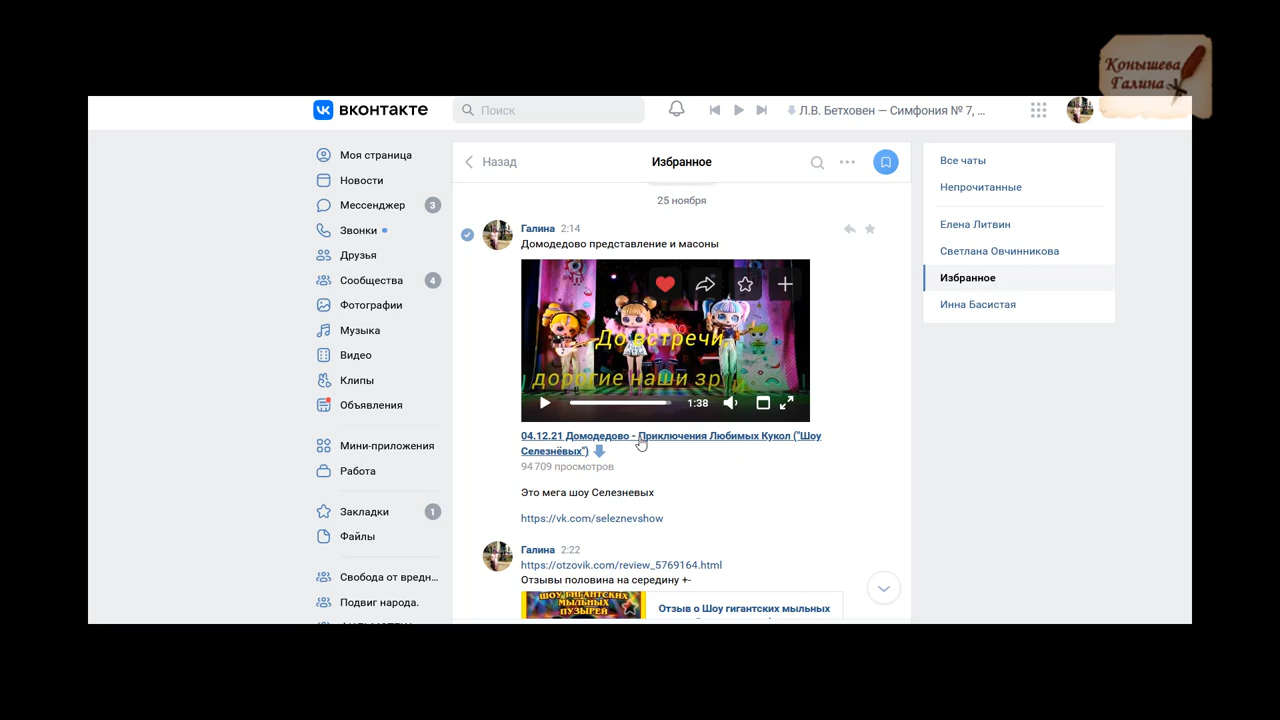 Конышева
Галина
ВКОНТАКТЕ
Поиск
Л.В. Бетховен — Симфония № 7, ...
Моя страница
Новости
Мессенджер 3
Звонки
Друзья
Сообщества 4
Фотографии
Музыка
Видео
Клипы
Объявления
Мини-приложения
Работа
Закладки 1
Файлы
Свобода от вредн...
Подвиг народа.
Назад
Избранное
25 ноября
Галина 2:14
Домодедово представление и масоны
До встречи,
дорогие наши зр
1:38
04.12.21 Домодедово - Приключения Любимых Кукол ("Шоу
Селезнёвых")
94 709 просмотров
Это мега шоу Селезневых
https://vk.com/seleznevshow
Галина 2:22
https://otzovik.com/review_5769164.html
Отзывы половина на середину +-
ШОУ ГИГАНТСКИХ
МЫЛЬНЫХ
ПУЗЫРЕЙ
Отзыв о Шоу гигантских мыльных
Все чаты
Непрочитанные
Елена Литвин
Светлана Овчинникова
Избранное
Инна Басистая